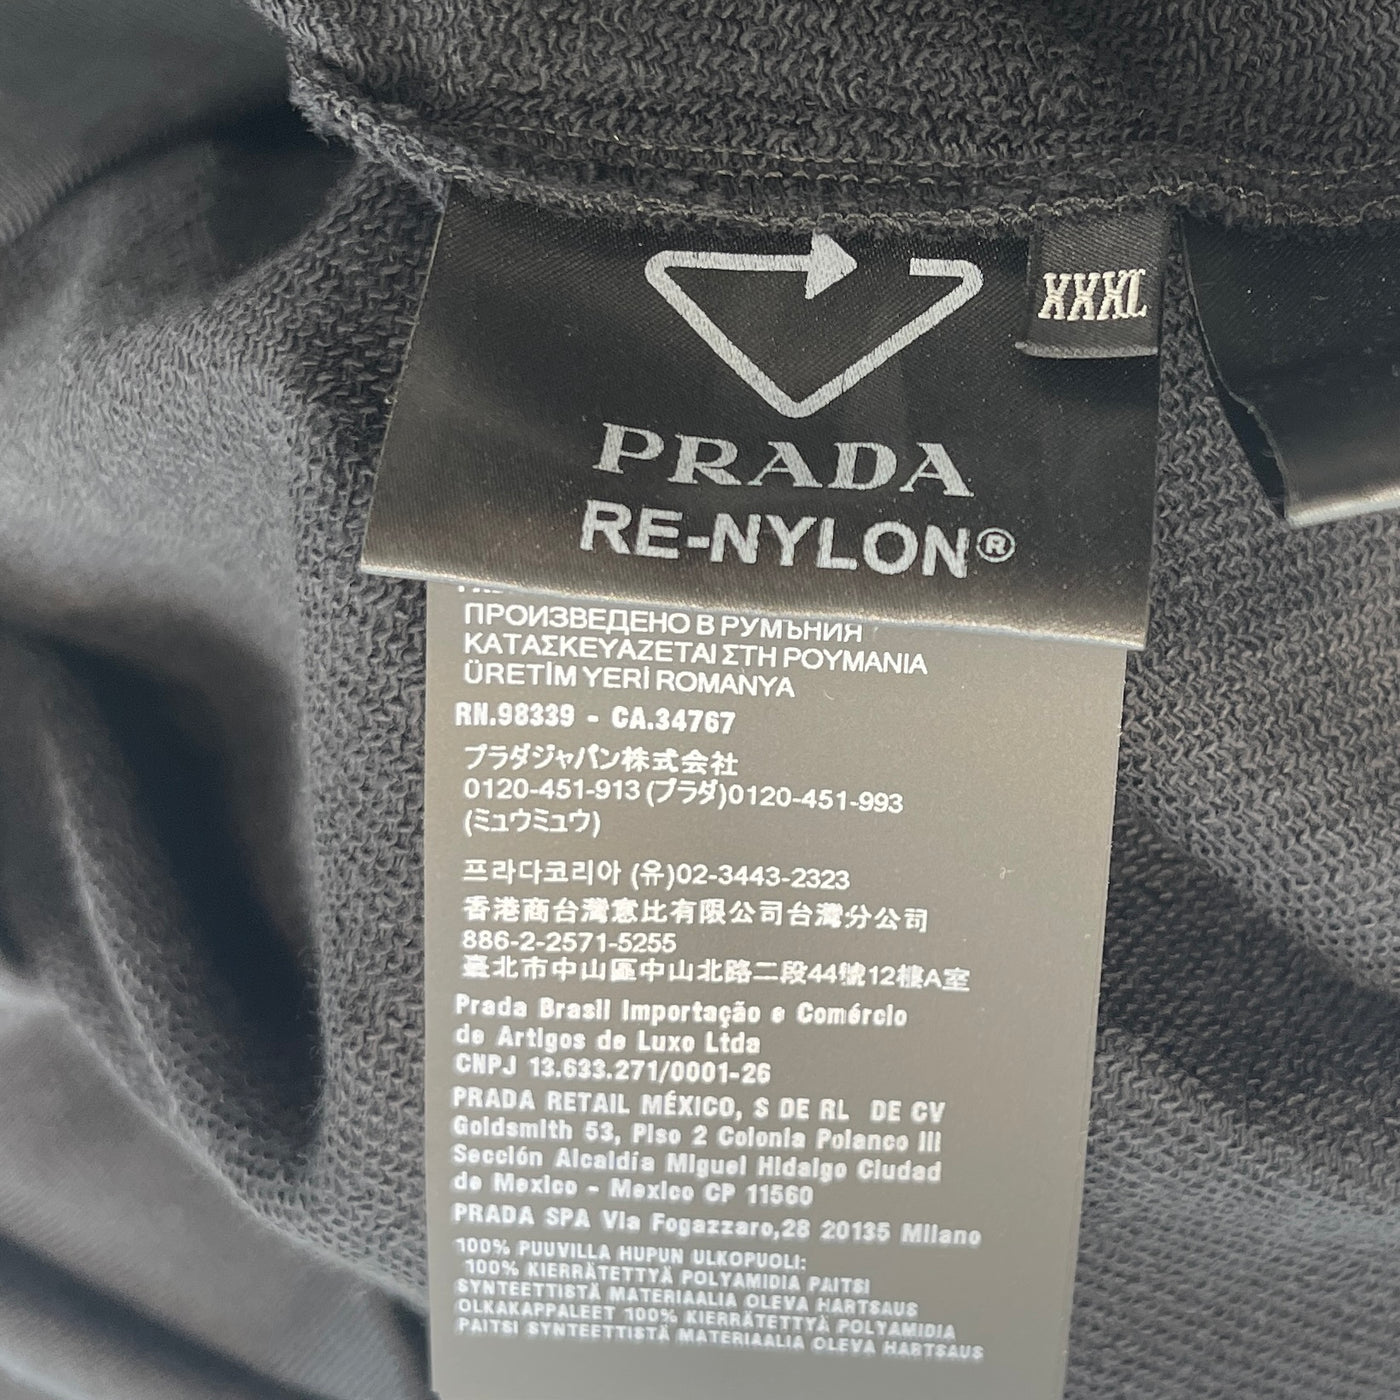 XXXL
PRADA
RE-NYLON®
ПРОИЗВЕДЕНО В РУМЪНИЯ
ΚΑΤΑΣΚΕΥΑΖΕΤΑΙ ΣΤΗ ΡΟΥΜΑΝΙΑ
ÜRETİM YERİ ROMANYA
RN.98339 - CA.34767
プラダジャパン株式会社
0120-451-913 (プラダ)0120-451-993
(ミュウミュウ)
프라다코리아 (유)02-3443-2323
香港商台灣意比有限公司台灣分公司
886-2-2571-5255
臺北市中山區中山北路二段44號12樓A室
Prada Brasil Importação e Comércio
de Artigos de Luxo Ltda
CNPJ 13.633.271/0001-26
PRADA RETAIL MÉXICO, S DE RL DE CV
Goldsmith 53, Piso 2 Colonia Polanco III
Sección Alcaldía Miguel Hidalgo Ciudad
de Mexico - Mexico CP 11560
PRADA SPA Via Fogazzaro,28 20135 Milano
100% PUUVILLA HUPUN ULKOPUOLI:
100% KIERRÄTETTYÄ POLYAMIDIA PAITSI
SYNTEETTISTÄ MATERIAALIA OLEVA HARTSAUS
OLKAKAPPALEET 100% KIERRÄTETTYÄ POLYAMIDIA
PAITSI SYNTEETTISTÄ MATERIAALIA OLEVA HARTSAUS